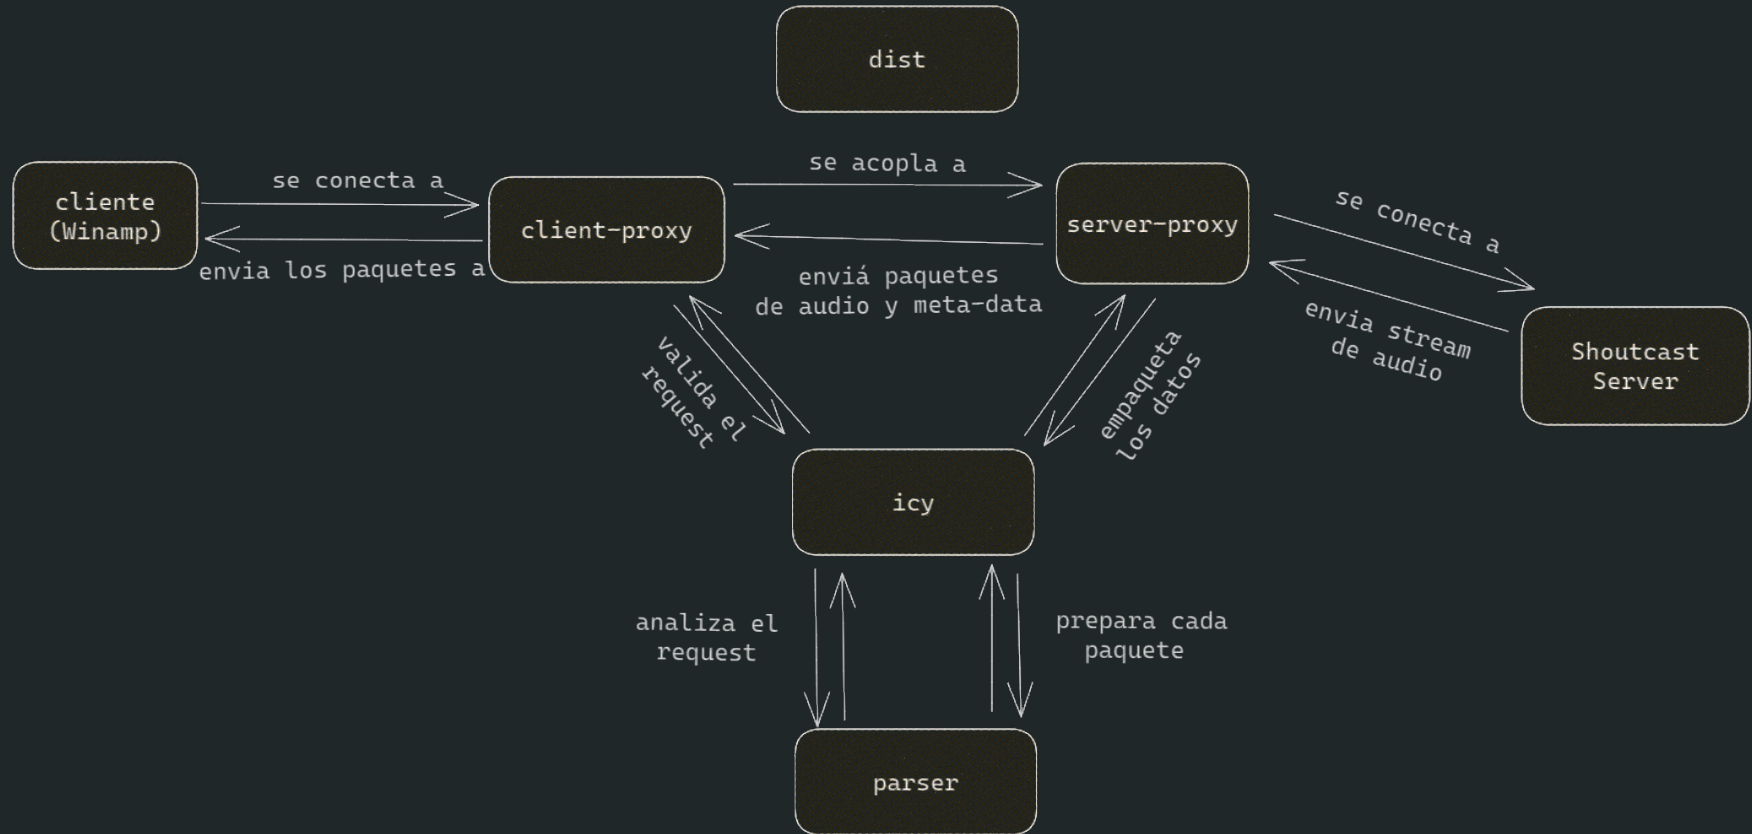 dist
se acopla a
cliente
(Winamp)
se conecta a
client-proxy
server-proxy
se conecta a
envia los paquetes a
enviá paquetes
de audio y meta-data
envia stream
de audio
Shoutcast
Server
valida el
request
empaqueta
los datos
icy
analiza el
request
prepara cada
paquete
parser